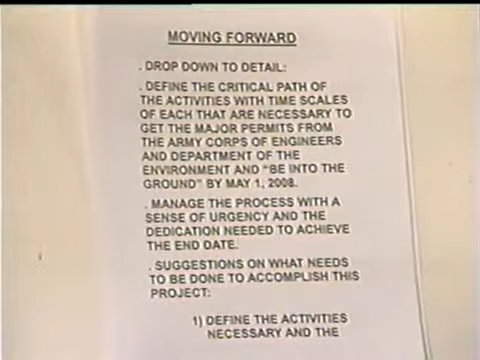 MOVING FORWARD
. DROP DOWN TO DETAIL:
. DEFINE THE CRITICAL PATH OF
THE ACTIVITIES WITH TIME SCALES
OF EACH THAT ARE NECESSARY TO
GET THE MAJOR PERMITS FROM
THE ARMY CORPS OF ENGINEERS
AND DEPARTMENT OF THE
ENVIRONMENT AND "BE INTO THE
GROUND" BY MAY 1, 2008.
. MANAGE THE PROCESS WITH A
SENSE OF URGENCY AND THE
DEDICATION NEEDED TO ACHIEVE
THE END DATE.
. SUGGESTIONS ON WHAT NEEDS
TO BE DONE TO ACCOMPLISH THIS
PROJECT:
1) DEFINE THE ACTIVITIES
NECESSARY AND THE